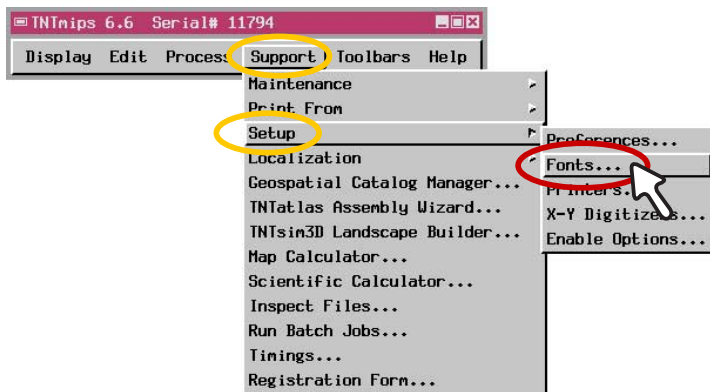 TNTmips 6.6 Serial# 11794
Display Edit Process Support Toolbars Help
Maintenance
Print From
Setup
Localization
Geospatial Catalog Manager...
TNTatlas Assembly Wizard...
TNTsim3D Landscape Builder...
Map Calculator...
Scientific Calculator...
Inspect Files...
Run Batch Jobs...
Timings...
Registration Form...
Preferences...
Fonts...
Printers...
X-Y Digitizers...
Enable Options...